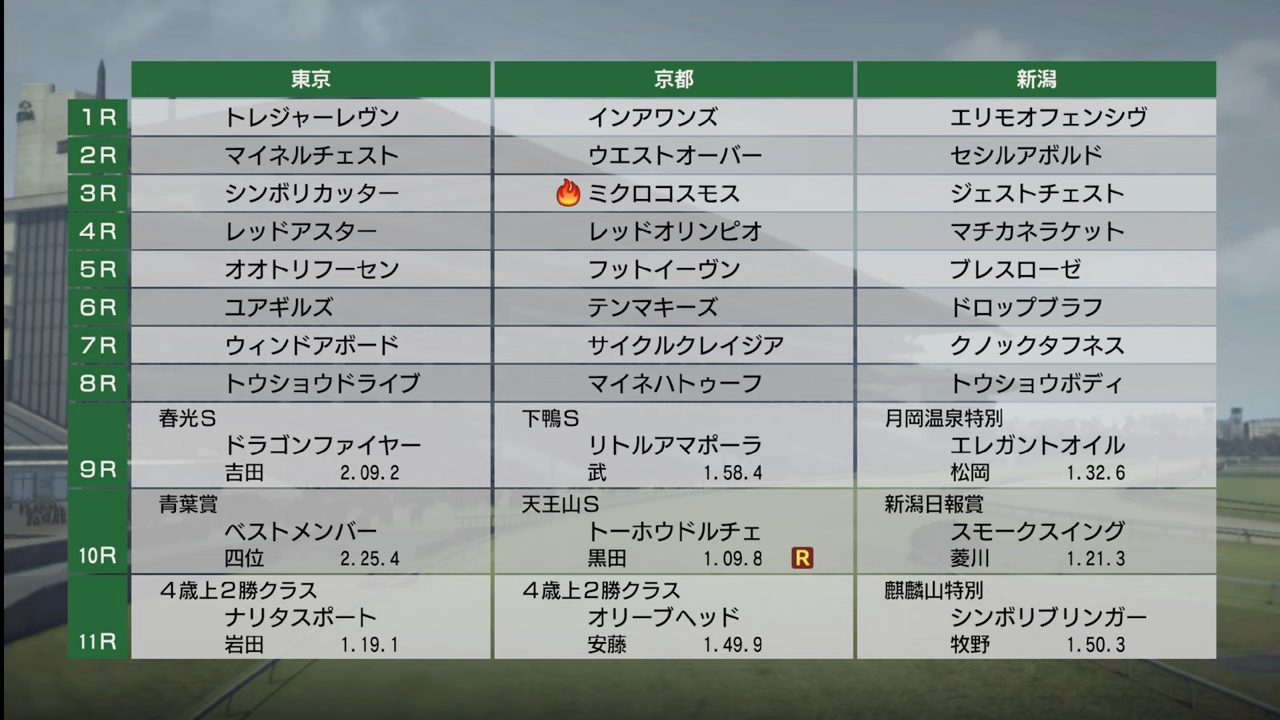 東京 京都 新潟
1R トレジャーレヴン インアワンズ エリモオフェンシヴ
2R マイネルチェスト ウエストオーバー セシルアボルド
3R シンボリカッター ミクロコスモス ジェストチェスト
4R レッドアスター レッドオリンピオ マチカネラケット
5R オオトリフーセン フットイーヴン ブレスローゼ
6R ユアギルズ テンマキーズ ドロップブラフ
7R ウィンドアボード サイクルクレイジア クノックタフネス
8R トウショウドライブ マイネハトゥーフ トウショウボディ
春光S 下鴨S 月岡温泉特別
ドラゴンファイヤー リトルアマポーラ エレガントオイル
9R 吉田 2.09.2 武 1.58.4 松岡 1.32.6
青葉賞 天王山S 新潟日報賞
ベストメンバー トーホウドルチェ スモークスイング
10R 四位 2.25.4 黒田 1.09.8 R 菱川 1.21.3
4歳上2勝クラス 4歳上2勝クラス 麒麟山特別
ナリタスポート オリーブヘッド シンボリブリンガー
11R 岩田 1.19.1 安藤 1.49.9 牧野 1.50.3